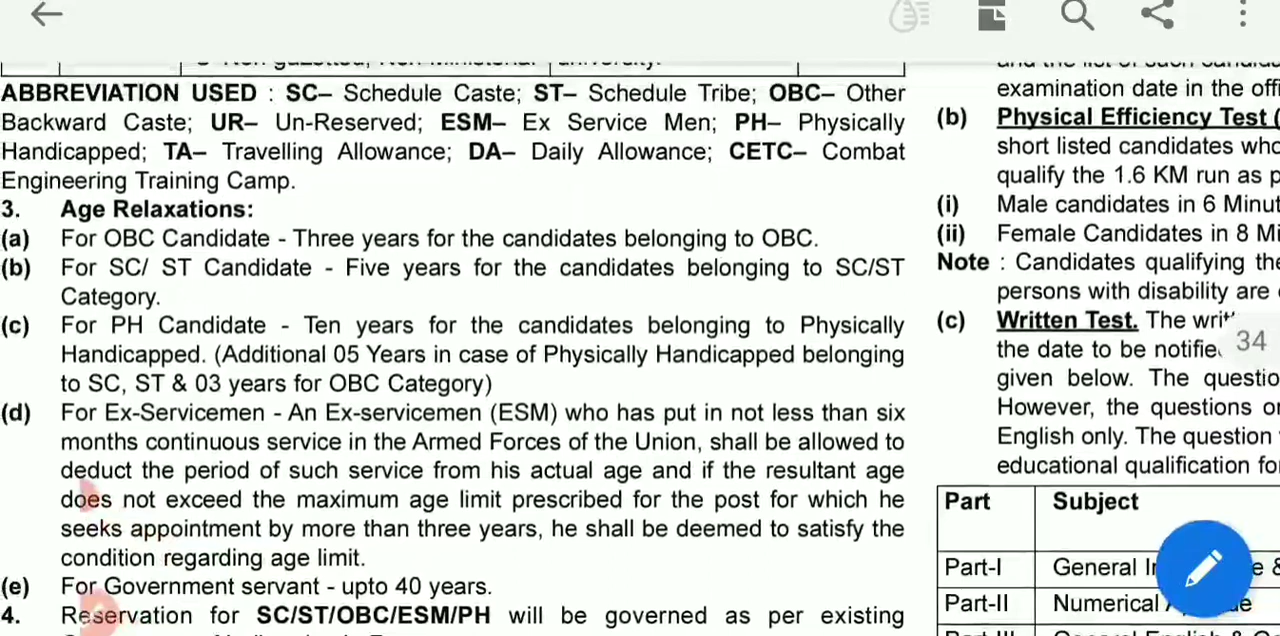 ABBREVIATION USED : SC– Schedule Caste; ST– Schedule Tribe; OBC– Other
Backward Caste; UR– Un-Reserved; ESM– Ex Service Men; PH– Physically
Handicapped; TA– Travelling Allowance; DA– Daily Allowance; CETC– Combat
Engineering Training Camp.
3. Age Relaxations:
(a) For OBC Candidate - Three years for the candidates belonging to OBC.
(b) For SC/ ST Candidate - Five years for the candidates belonging to SC/ST
Category.
(c) For PH Candidate - Ten years for the candidates belonging to Physically
Handicapped. (Additional 05 Years in case of Physically Handicapped belonging
to SC, ST & 03 years for OBC Category)
(d) For Ex-Servicemen - An Ex-servicemen (ESM) who has put in not less than six
months continuous service in the Armed Forces of the Union, shall be allowed to
deduct the period of such service from his actual age and if the resultant age
does not exceed the maximum age limit prescribed for the post for which he
seeks appointment by more than three years, he shall be deemed to satisfy the
condition regarding age limit.
(e) For Government servant - upto 40 years.
4. Reservation for SC/ST/OBC/ESM/PH will be governed as per existing
examination date in the
(b) Physical Efficiency Test (
short listed candidates
qualify the 1.6 KM run as
(i) Male candidates in 6
(ii) Female Candidates in 8
Note : Candidates qualifying
persons with disability are
(c) Written Test. The
the date to be
given below. The
However, the questions
English only. The question
educational qualification
34
Part Subject
Part-I General
Part-II Numerical